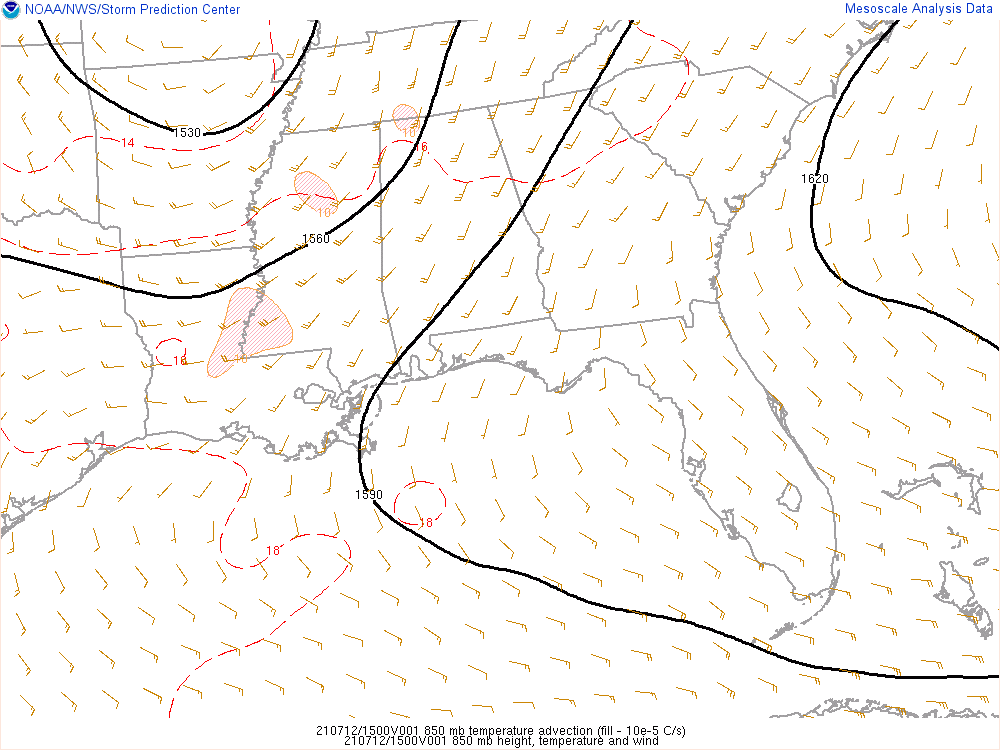 NOAA/NWS/Storm Prediction Center
Mesoscale Analysis Data
1530
14
10
16
1620
10
1560
16
1590
18
18
210712/1500V001 850 mb temperature advection (fill - 10e-5 C/s)
210712/1500V001 850 mb height, temperature and wind